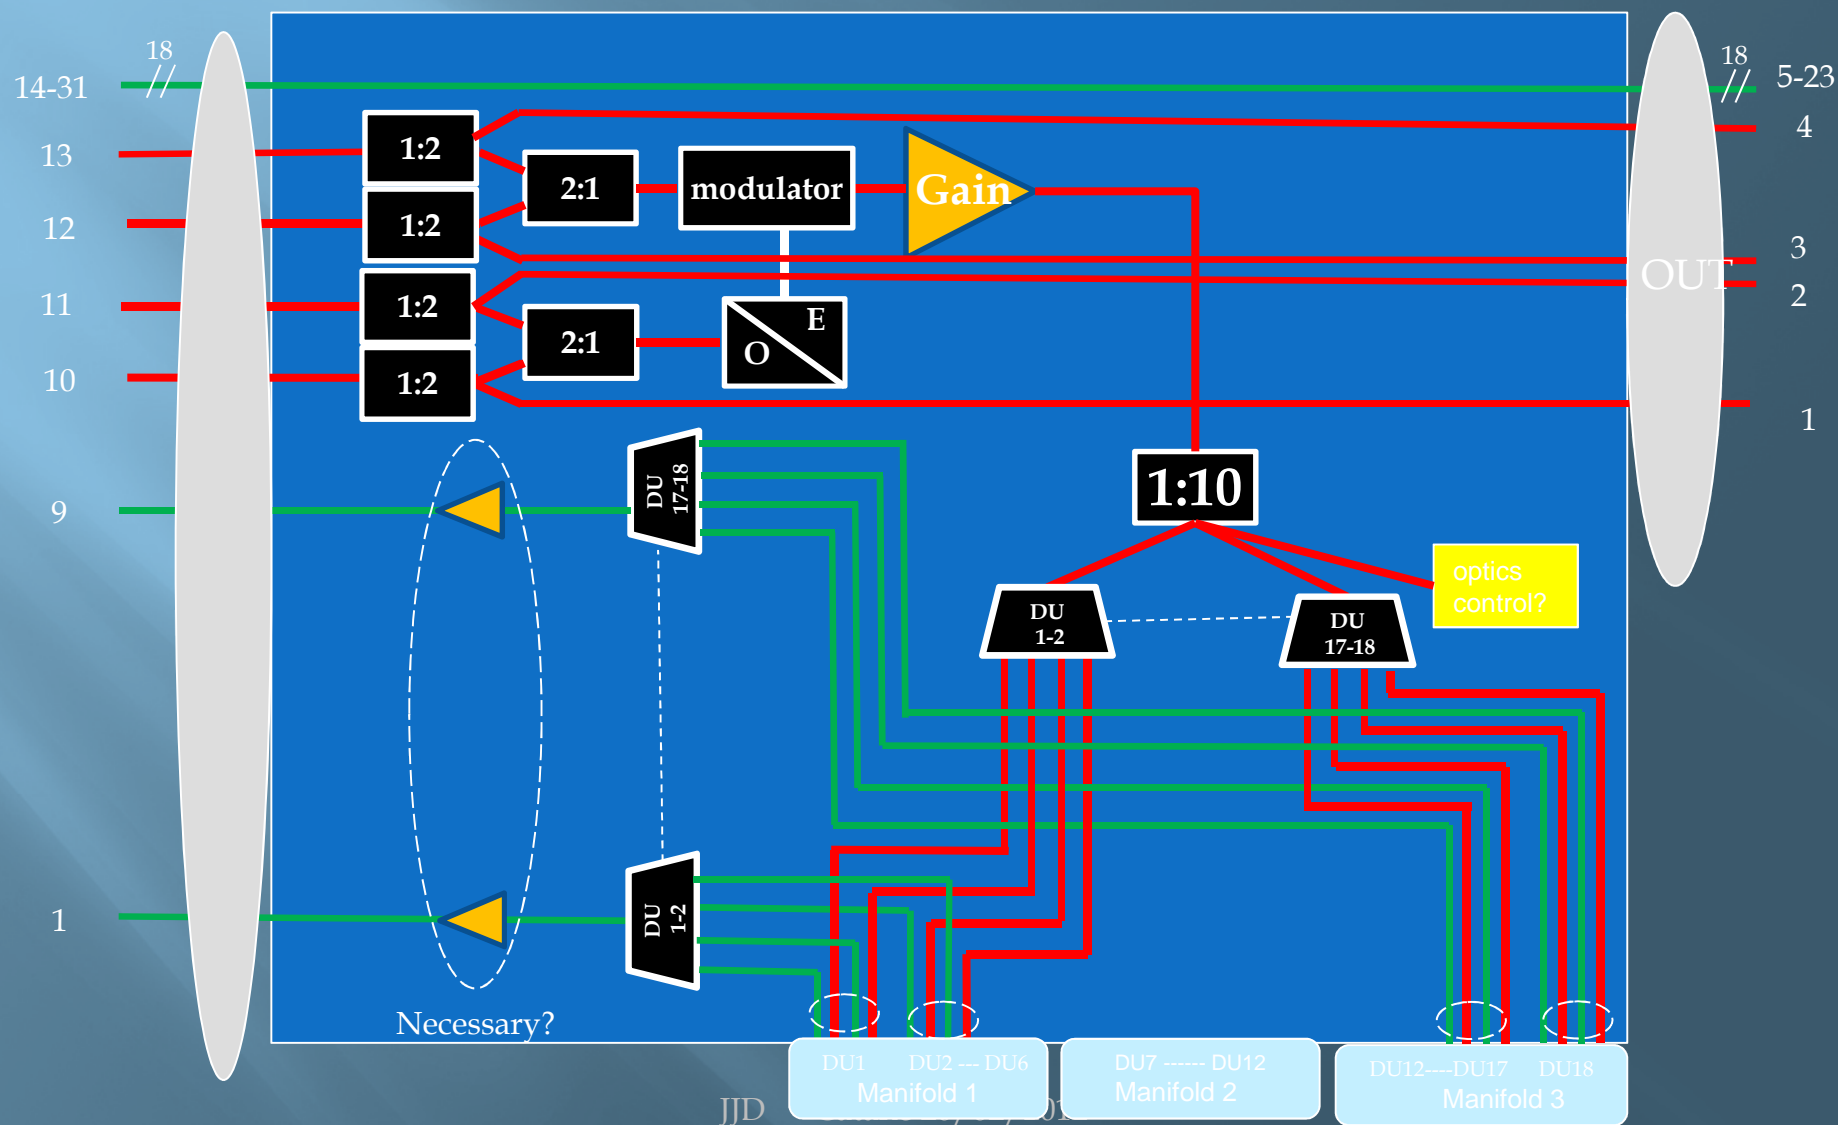 18
14-31
18
5-23
4
13
1:2
2:1
modulator
Gain
12
1:2
3
OUT
2
11
1:2
2:1
E
O
10
1:2
1
9
DU
17-18
1:10
optics
control?
DU
1-2
DU
17-18
1
DU
1-2
Necessary?
DU1
DU2 --- DU6
Manifold 1
DU7 ------ DU12
Manifold 2
DU12----DU17
DU18
Manifold 3
JJD